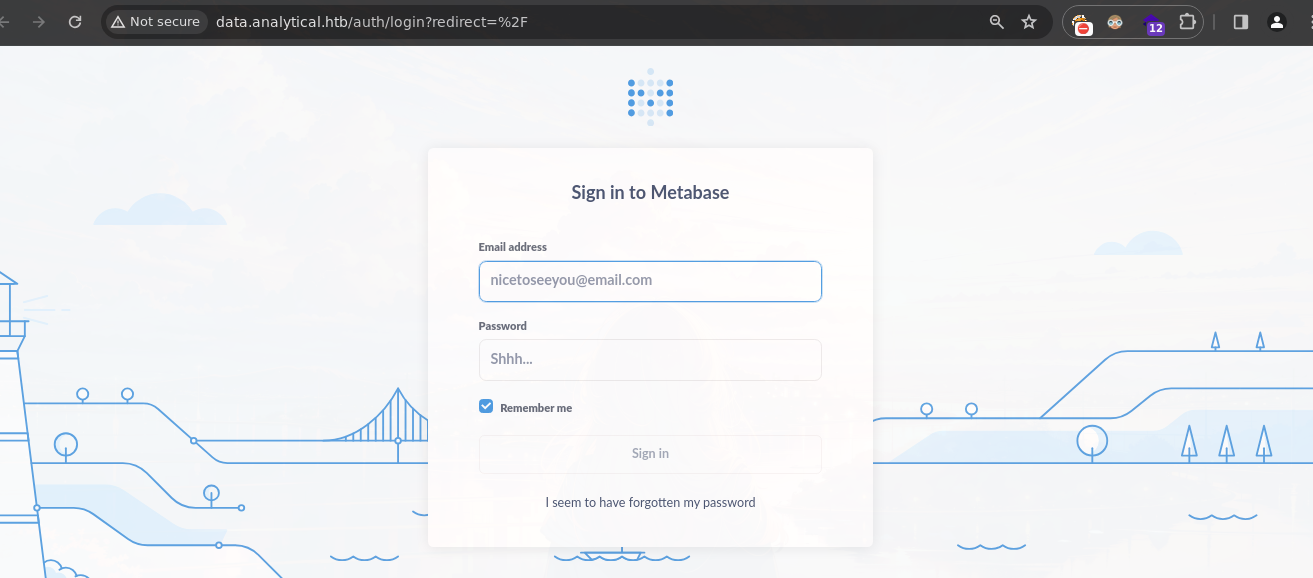 Not secure
data.analytical.htb/auth/login?redirect=%2F
12
Sign in to Metabase
Email address
nicetoseeyou@email.com
Password
Shhh...
Remember me
Sign in
I seem to have forgotten my password